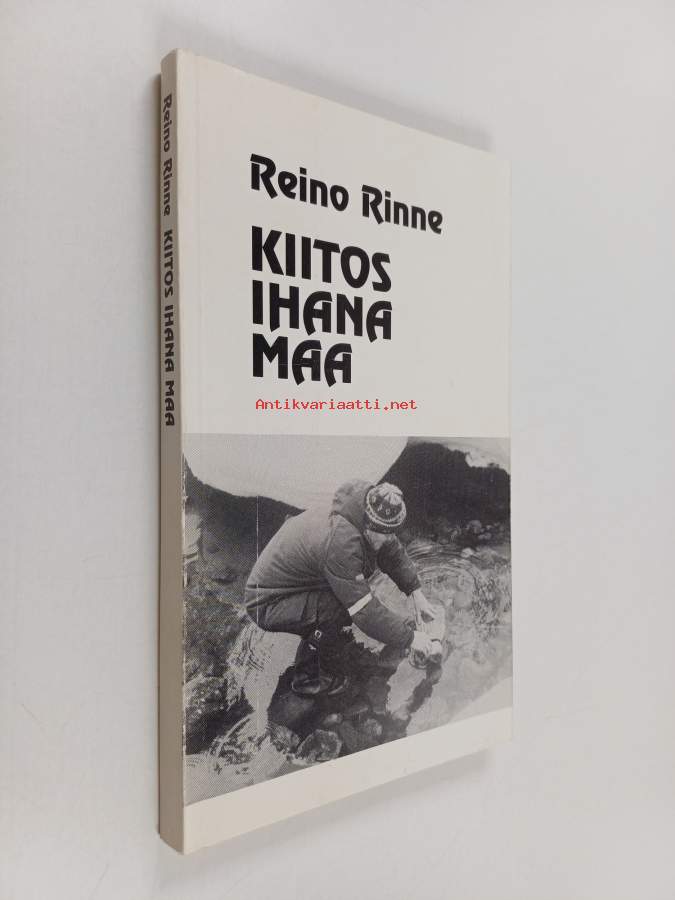 Reino Rinne KIITOS IHANA MAA
Reino Rinne
KIITOS
IHANA
MAA
Antikvariaatti.net